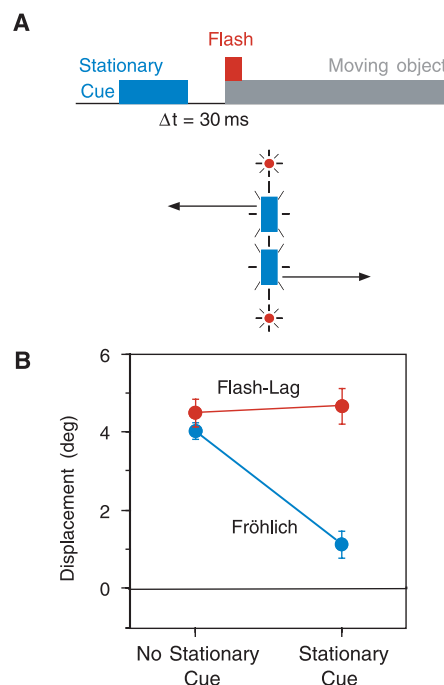 A
Flash
Stationary
Moving object
Cue
Δt = 30 ms
B
6
Flash-Lag
4
Displacement (deg)
2
Fröhlich
0
No Stationary
Cue
Stationary
Cue